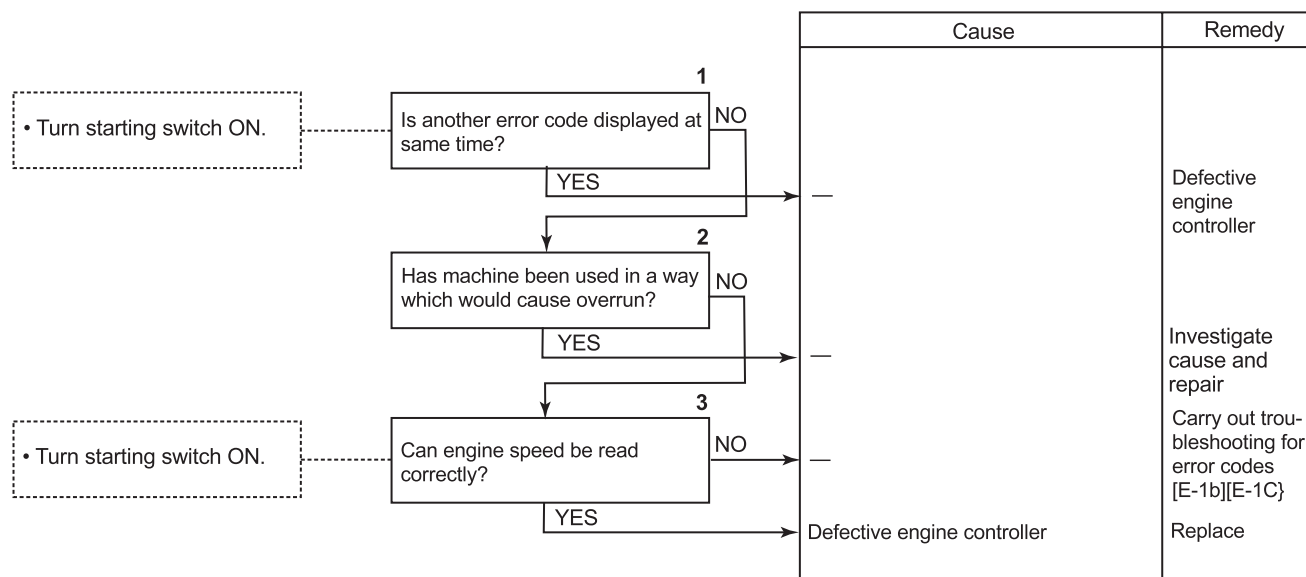 Cause
Remedy
1
• Turn starting switch ON.
Is another error code displayed at
same time?
NO
YES
—
Defective
engine
controller
2
Has machine been used in a way
which would cause overrun?
NO
YES
—
Investigate
cause and
repair
3
• Turn starting switch ON.
Can engine speed be read
correctly?
NO
—
Carry out trou-
bleshooting for
error codes
[E-1b][E-1C}
YES
Defective engine controller
Replace